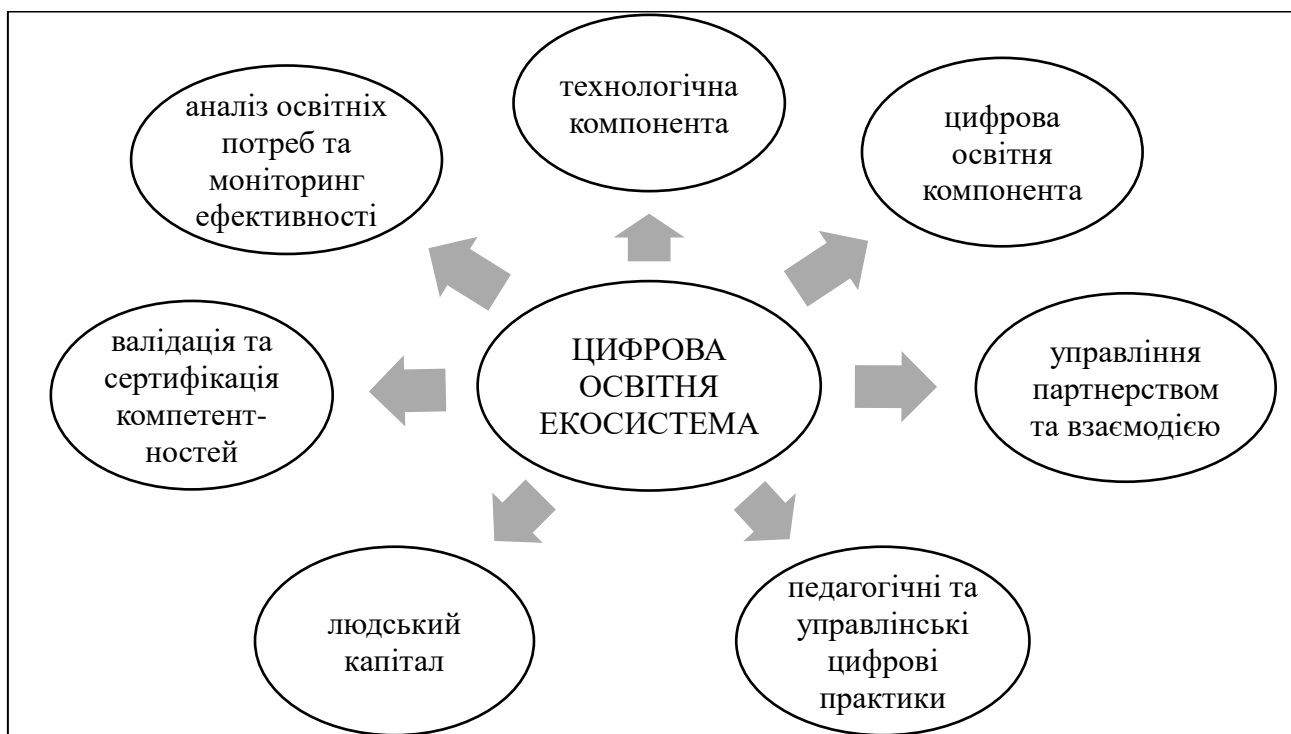 технологічна
компонента
цифрова
освітня
компонента
управління
партнерством
та взаємодією
педагогічні та
управлінські
цифрові
практики
людський
капітал
валідація та
сертифікація
компетент-
ностей
аналіз освітніх
потреб та
моніторинг
ефективності
ЦИФРОВА
ОСВІТНЯ
ЕКОСИСТЕМА